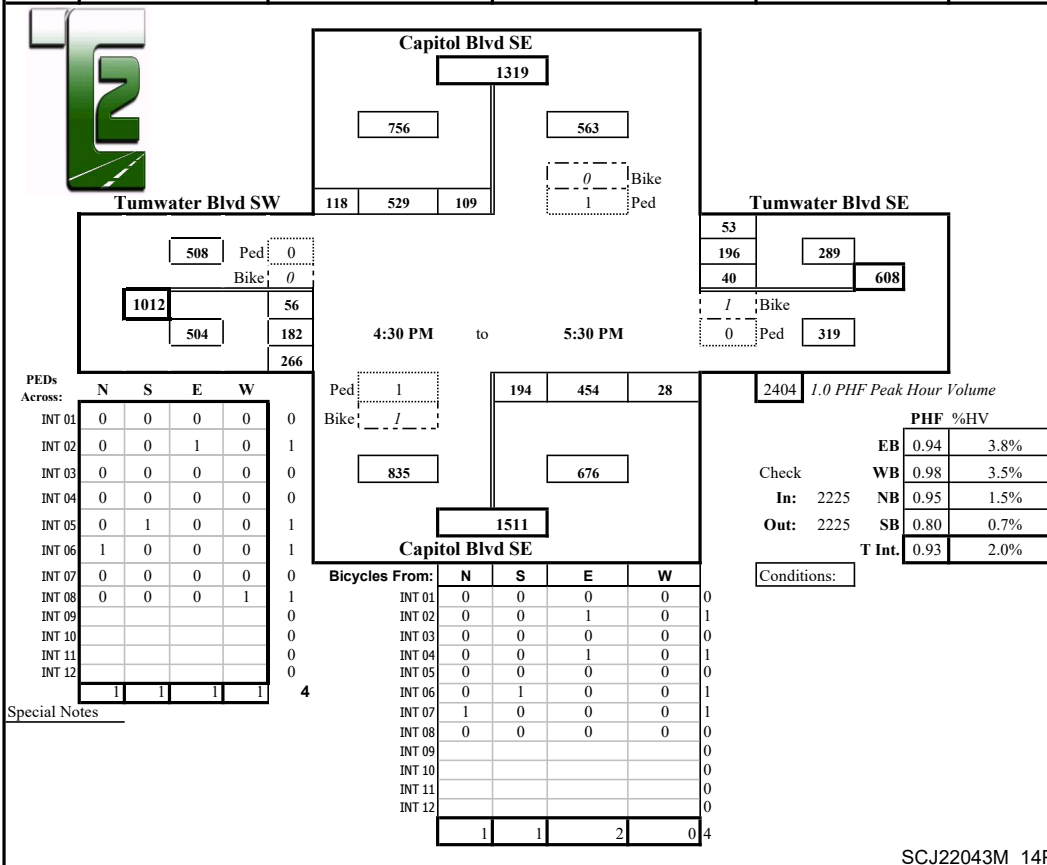 T2
Capitol Blvd SE
1319
756 563
0 Bike
1 Ped
Tumwater Blvd SW 118 529 109 Tumwater Blvd SE
53
508 Ped 0 196 289
Bike 0 40 608
1012 56 1 Bike
504 182 4:30 PM to 5:30 PM 0 Ped 319
266
PEDs Across: N S E W
Ped 1 194 454 28 2404 1.0 PHF Peak Hour Volume
Bike 1
PHF %HV
INT 01 0 0 0 0 0
INT 02 0 0 1 0 1
INT 03 0 0 0 0 0
INT 04 0 0 0 0 0
INT 05 0 1 0 0 1
INT 06 1 0 0 0 1
INT 07 0 0 0 0 0
INT 08 0 0 0 1 1
INT 09 0
INT 10 0
INT 11 0
INT 12 0
1 1 1 1 4
Special Notes
835 676
1511
Capitol Blvd SE
EB 0.94 3.8%
Check WB 0.98 3.5%
In: 2225 NB 0.95 1.5%
Out: 2225 SB 0.80 0.7%
T Int. 0.93 2.0%
Conditions:
Bicycles From: N S E W
INT 01 0 0 0 0 0
INT 02 0 0 1 0 1
INT 03 0 0 0 0 0
INT 04 0 0 1 0 1
INT 05 0 0 0 0 0
INT 06 0 1 0 0 1
INT 07 1 0 0 0 1
INT 08 0 0 0 0 0
INT 09 0
INT 10 0
INT 11 0
INT 12 0
1 1 2 0 4